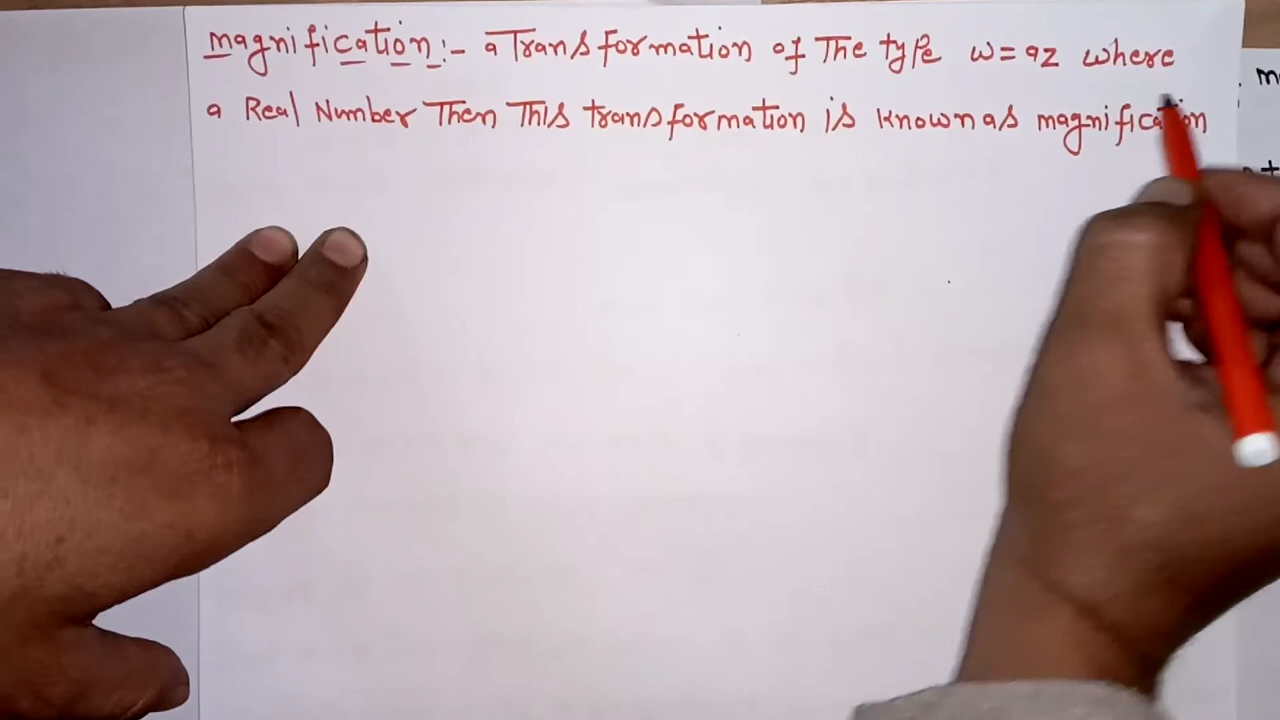 magnification:- a Transformation of The type w=az where
a Real Number Then This transformation is known as magnification
m